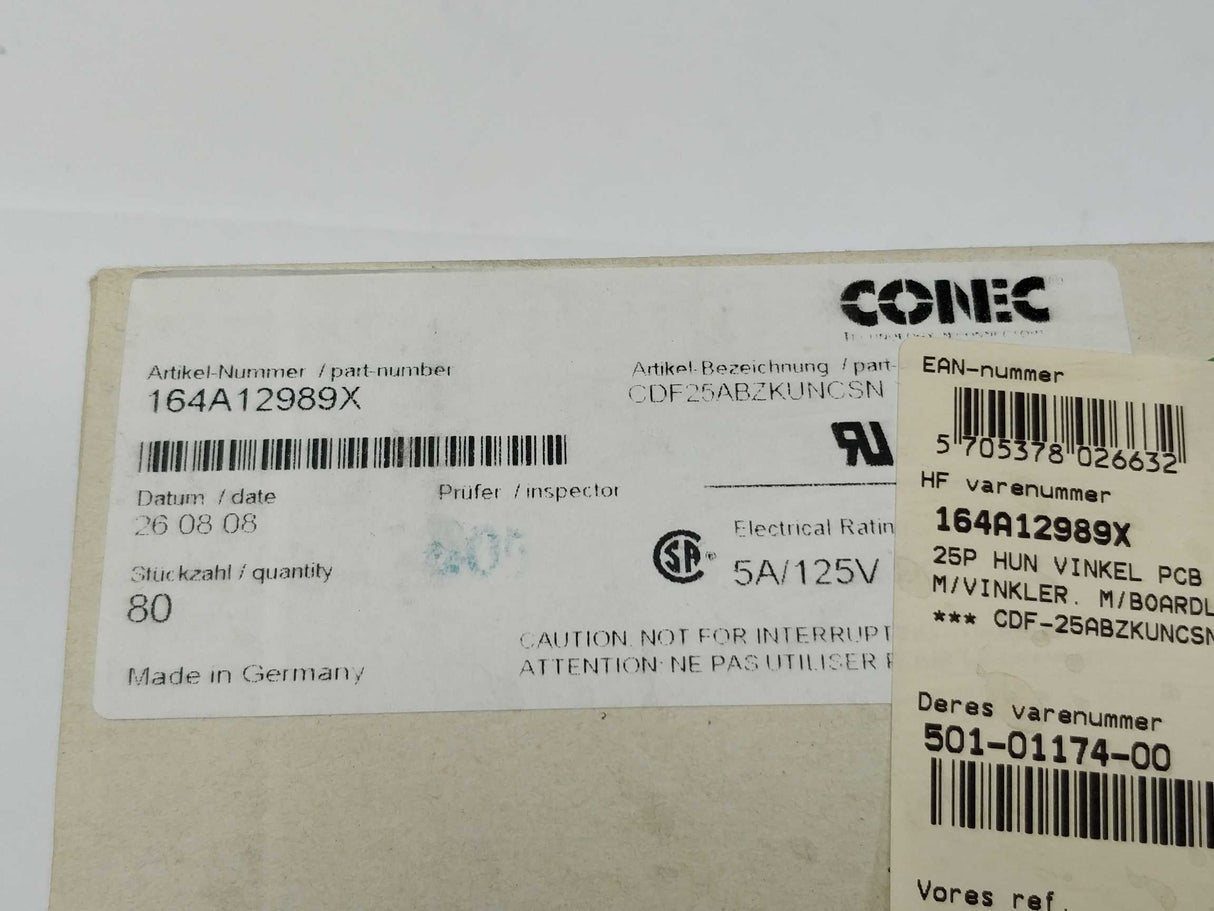 CONEC
Artikel-Nummer / part-number
164A12989X
Artikel-Bezeichnung / part-
CDF25ABZKUNCSN
Datum / date
26 08 08
Prüfer / inspector
Stückzahl / quantity
80
Electrical Ratin
5A/125V
CAUTION: NOT FOR INTERRUPT
ATTENTION: NE PAS UTILISER
Made in Germany
EAN-nummer
5 705378 026632
HF varenummer
164A12989X
25P HUN VINKEL PCB
M/VINKLER. M/BOARDL
*** CDF-25ABZKUNCSN
Deres varenummer
501-01174-00
Vores ref.